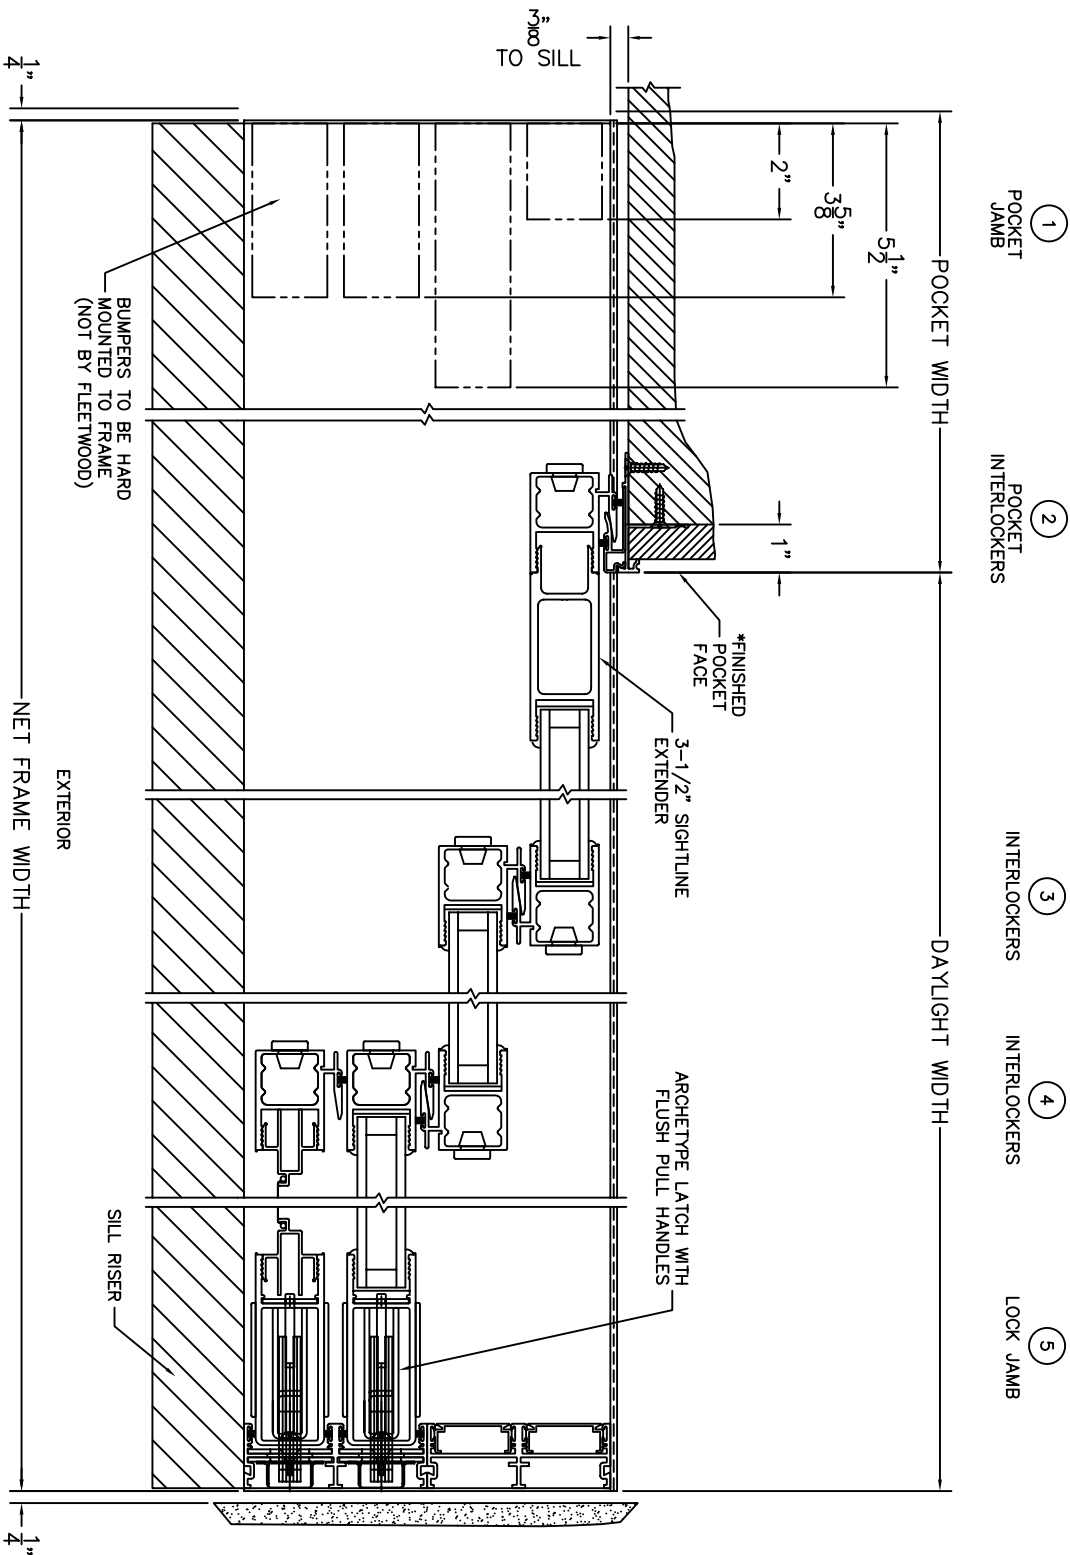 1
POCKET
JAMB
2
POCKET
INTERLOCKERS
3
INTERLOCKERS
4
INTERLOCKERS
5
LOCK JAMB
POCKET WIDTH
DAYLIGHT WIDTH
5 1/2"
3 5/8"
2"
1"
3/8"
TO SILL
*FINISHED
POCKET
FACE
3-1/2" SIGHTLINE
EXTENDER
ARCHETYPE LATCH WITH
FLUSH PULL HANDLES
BUMPERS TO BE HARD
MOUNTED TO FRAME
(NOT BY FLEETWOOD)
SILL RISER
EXTERIOR
1/4"
NET FRAME WIDTH
1/4"